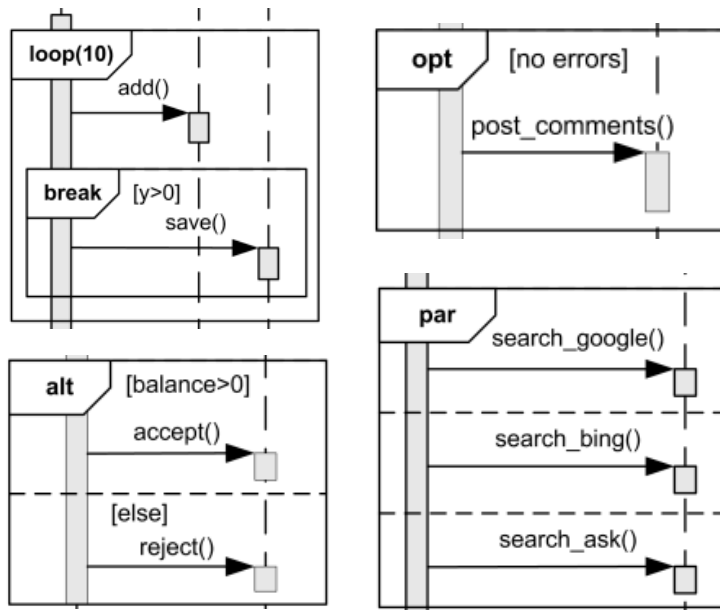 loop(10)
add()
break [y>0]
save()
opt [no errors]
post_comments()
alt [balance>0]
accept()
[else]
reject()
par
search_google()
search_bing()
search_ask()